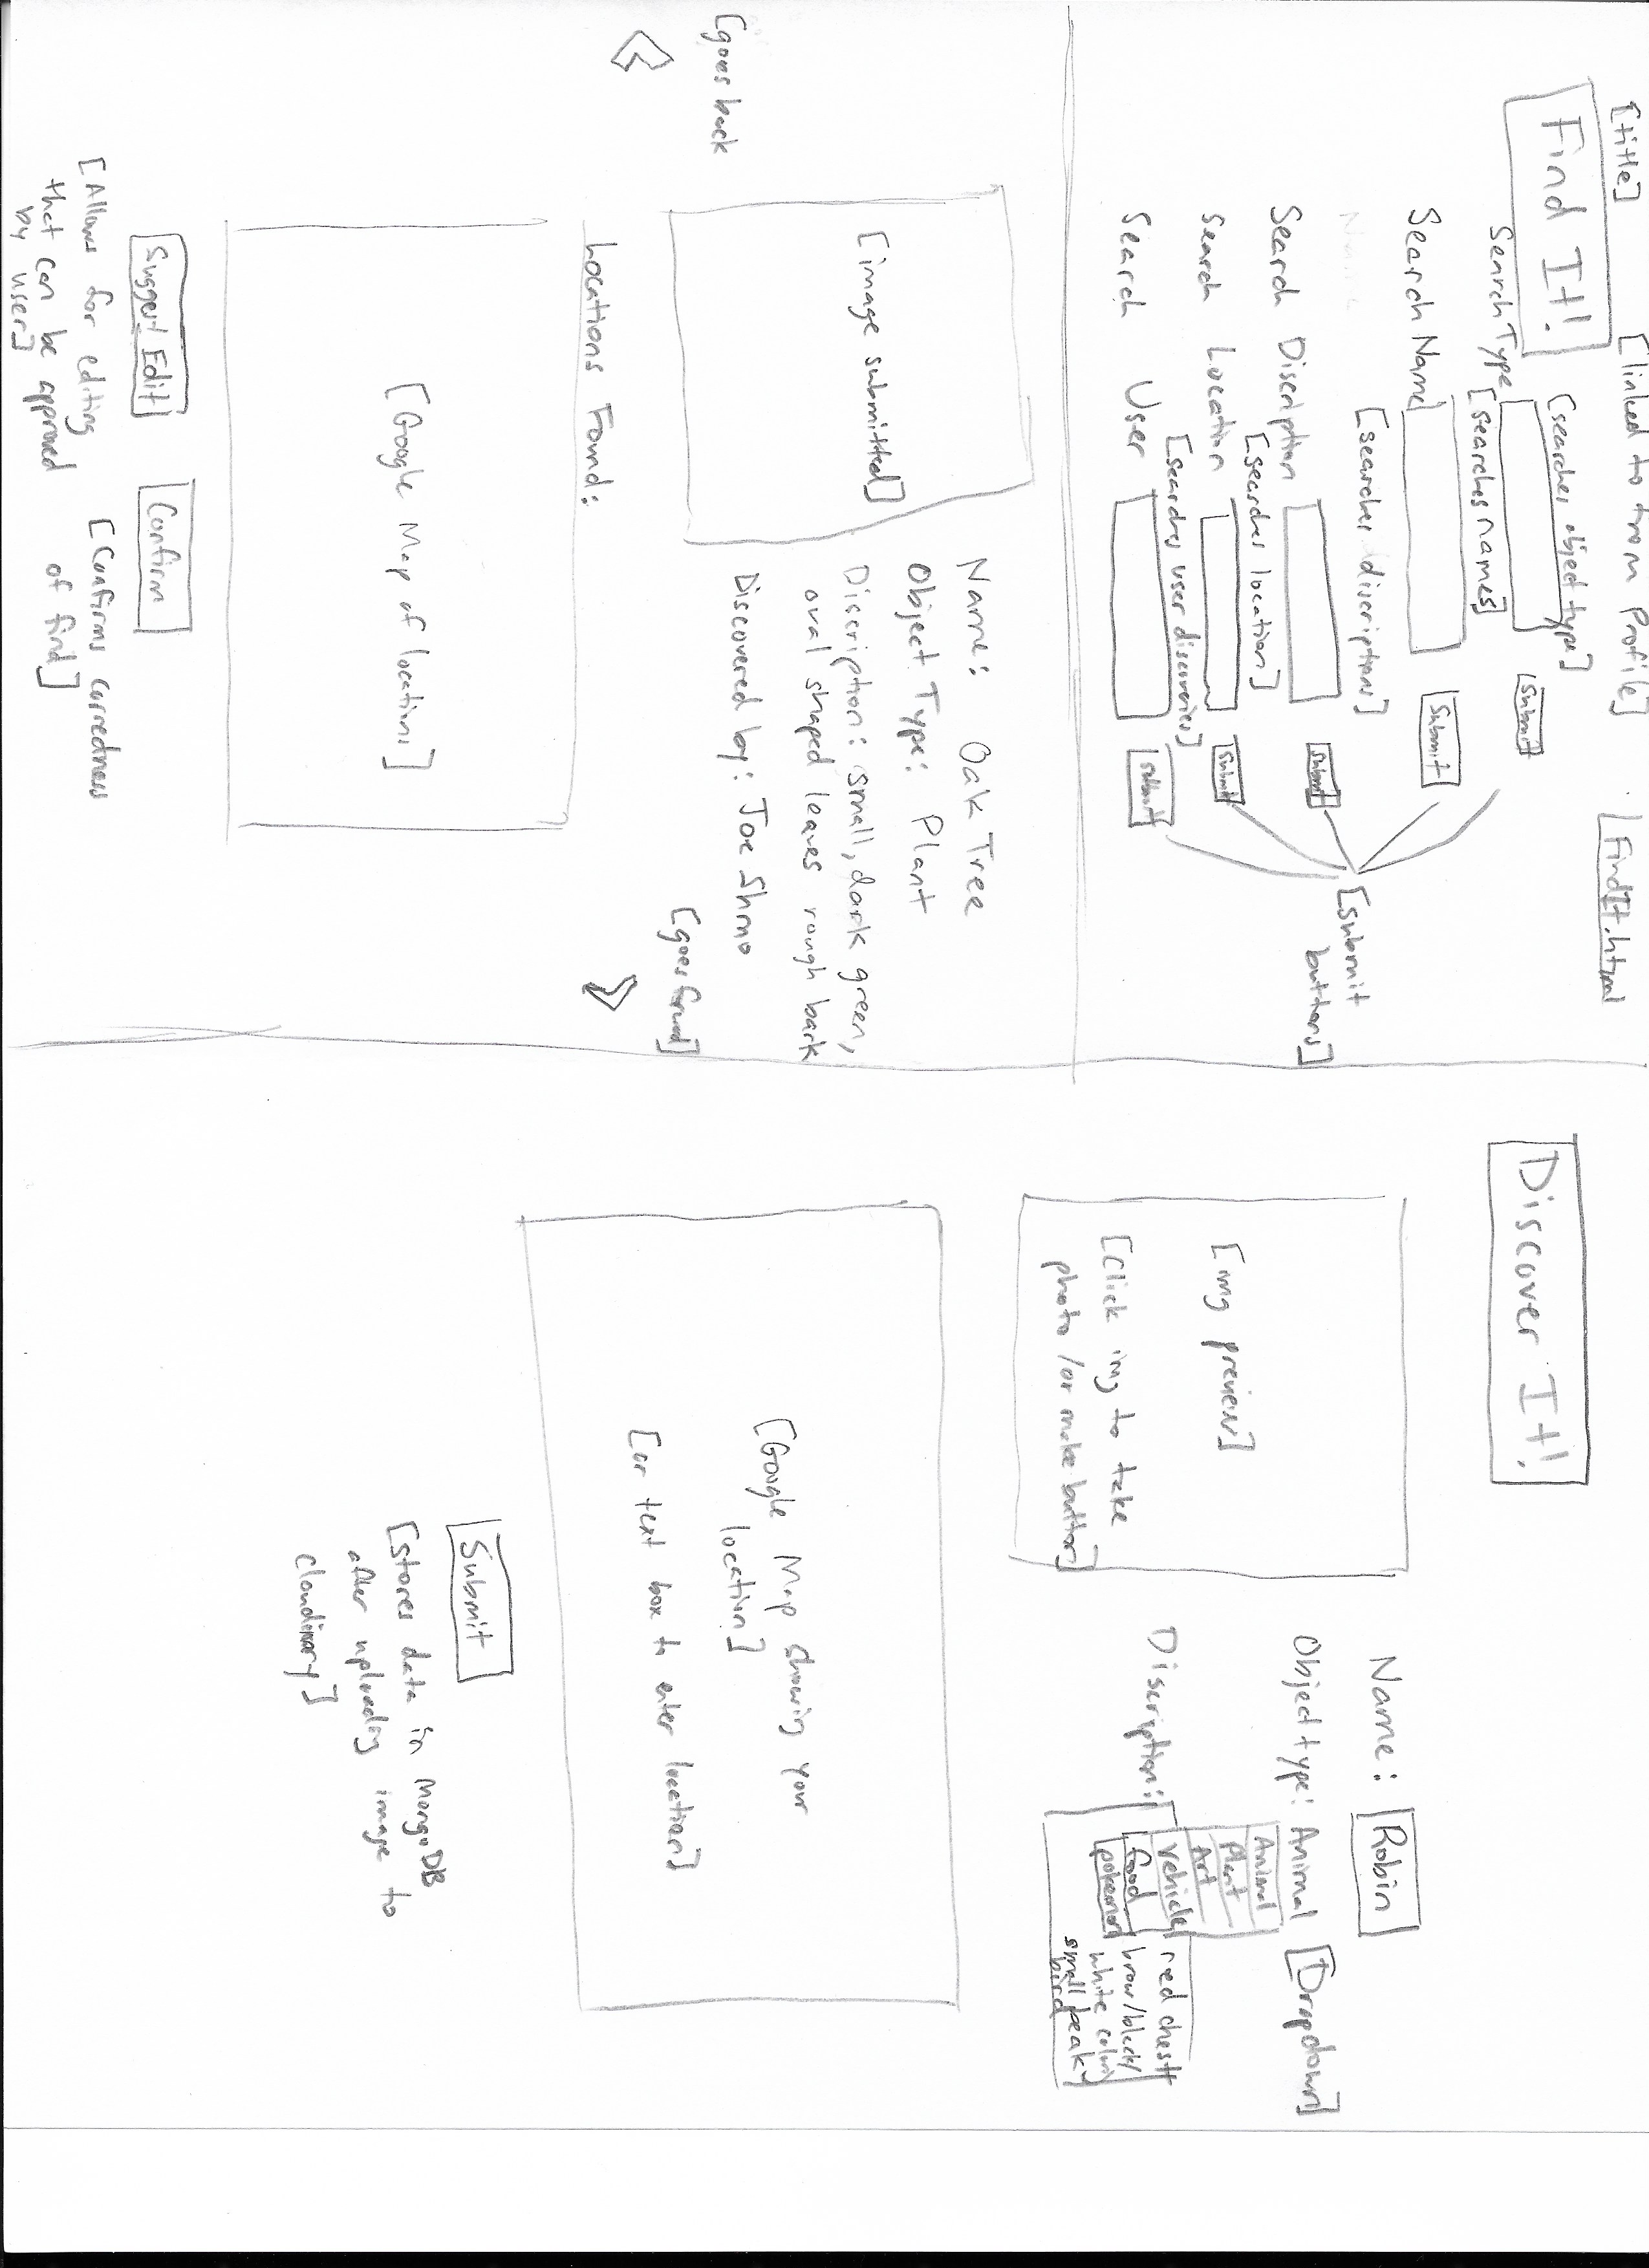 [title]
[linked to from Profile]
FindIt.html
Find It!
[searches object type]
Search Type
Submit
[searches names]
Search Name
Submit
[searches discription]
Name
Search Discription
Submit
[submit
buttons]
[searches location]
Search Location
Submit
[searches user discoveries]
Search User
Submit
[image submitted]
Name: Oak Tree
Object Type: Plant
Discription: small, dark green,
oval shaped leaves rough bark
Discovered by: Joe Shmo
[goes back
[goes forward]
Locations Found:
[Google Map of locations]
Suggest Edit
Confirm
[Allows for editing
that can be approved
by user]
[Confirms correctness
of find]
Discover It!
[img preview]
[Click img to take
photo /or make button]
Name: Robin
Object type: Animal [Dropdown]
Animal
Plant
Art
Vehicle
food
pokemon
Discription:
red chest
brow/black/
white color
small beak
bird
[Google Map showing your
location]
[or text box to enter location]
Submit
[stores data in MongoDB
after uploading image to
cloudinary]